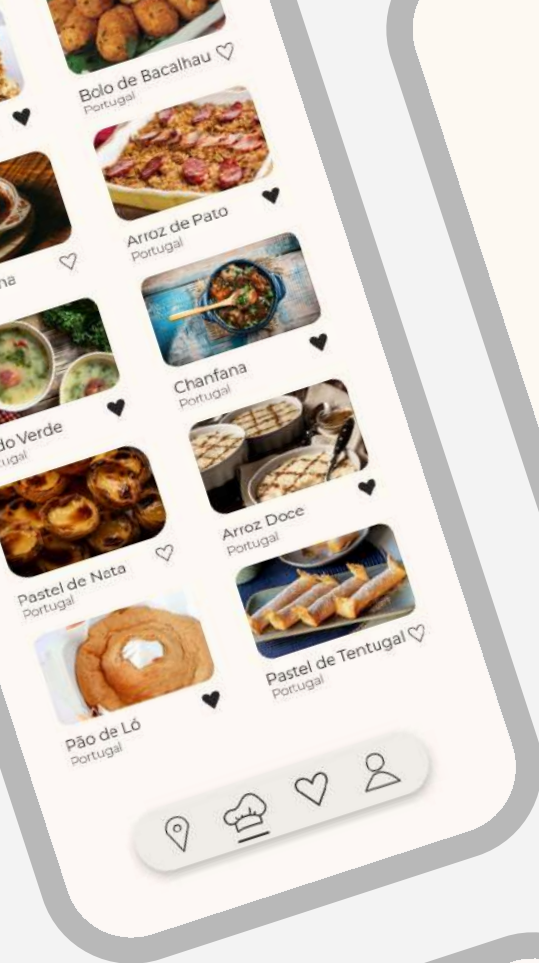 Bolo de Bacalhau
Portugal
Arroz de Pato
Portugal
Chanfana
Portugal
do Verde
Arroz Doce
Portugal
Pastel de Nata
Portugal
Pastel de Tentugal
Portugal
Pão de Ló
Portugal